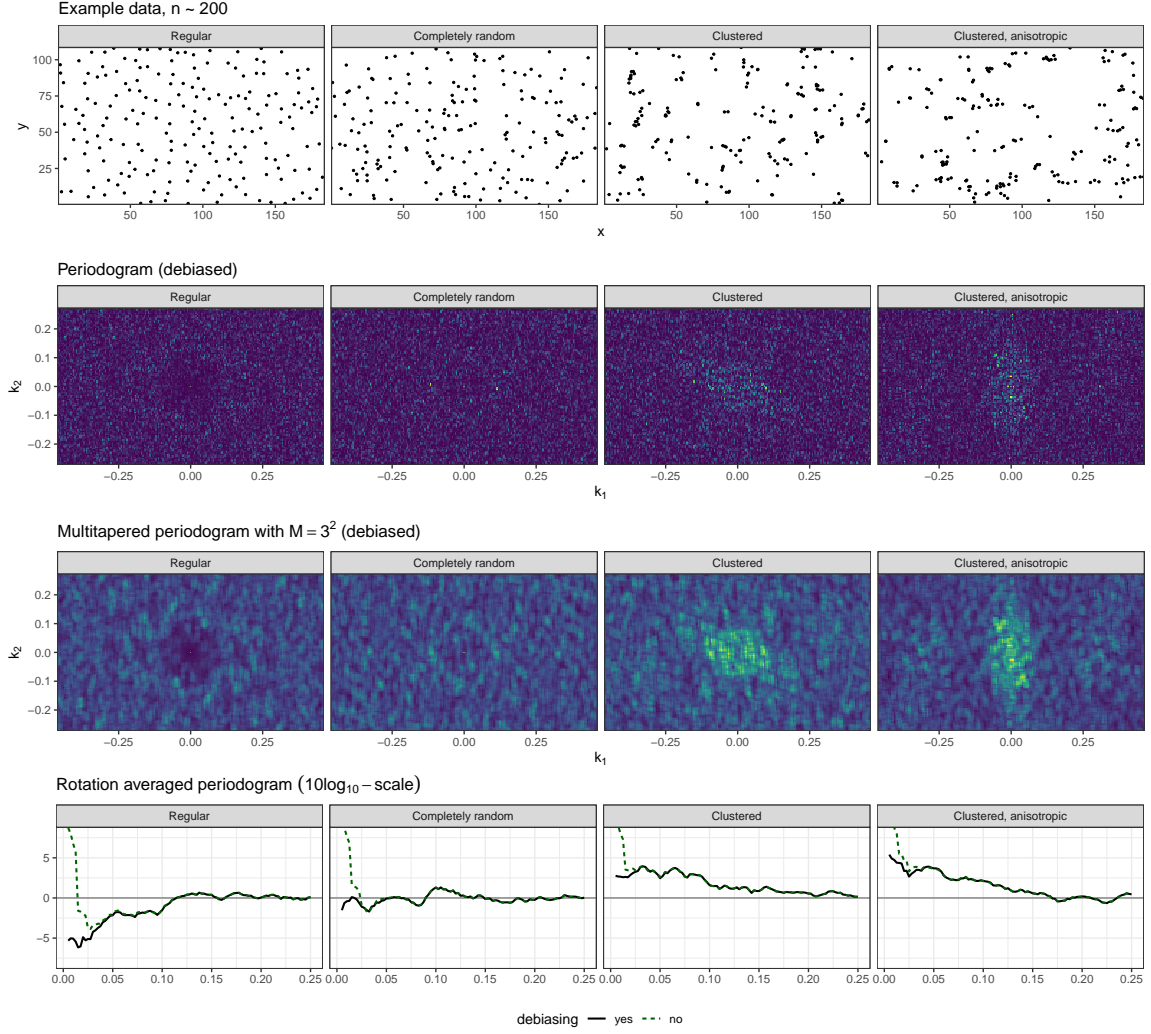 Example data, n ~ 200
Regular Completely random Clustered Clustered, anisotropic
100
75
50
25
y
50 100 150 50 100 150 50 100 150 50 100 150
x
Periodogram (debiased)
Regular Completely random Clustered Clustered, anisotropic
0.2
0.1
0.0
−0.1
−0.2
k₂
−0.25 0.00 0.25 −0.25 0.00 0.25 −0.25 0.00 0.25 −0.25 0.00 0.25
k₁
Multitapered periodogram with M = 3² (debiased)
Regular Completely random Clustered Clustered, anisotropic
0.2
0.1
0.0
−0.1
−0.2
k₂
−0.25 0.00 0.25 −0.25 0.00 0.25 −0.25 0.00 0.25 −0.25 0.00 0.25
k₁
Rotation averaged periodogram (10log₁₀ − scale)
Regular Completely random Clustered Clustered, anisotropic
5
0
−5
0.00 0.05 0.10 0.15 0.20 0.25 0.00 0.05 0.10 0.15 0.20 0.25 0.00 0.05 0.10 0.15 0.20 0.25 0.00 0.05 0.10 0.15 0.20 0.25
debiasing yes no